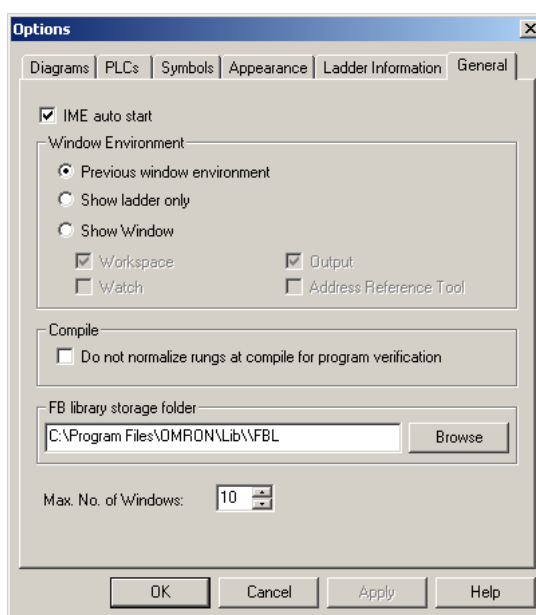 Options
Diagrams PLCs Symbols Appearance Ladder Information General
IME auto start
Window Environment
Previous window environment
Show ladder only
Show Window
Workspace Output
Watch Address Reference Tool
Compile
Do not normalize rungs at compile for program verification
FB library storage folder
C:\Program Files\OMRON\Lib\\FBL Browse
Max. No. of Windows: 10
OK Cancel Apply Help